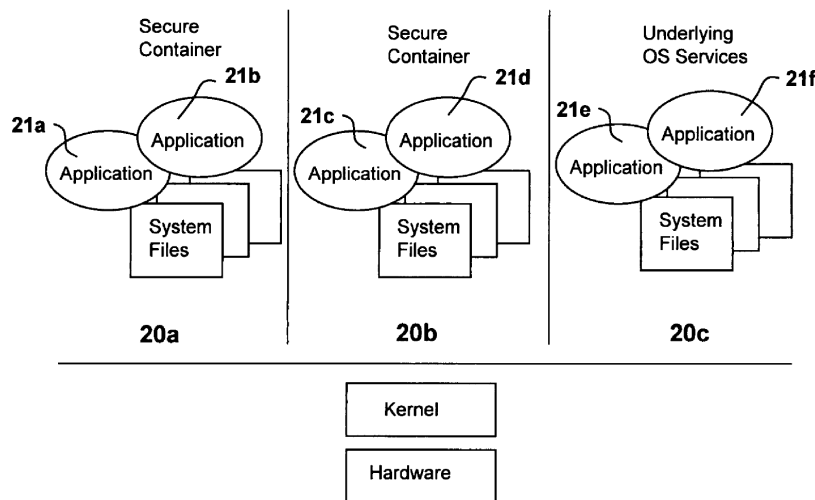 Secure
Container
21b
21a
Application
Application
System
Files
20a
Secure
Container
21d
21c
Application
Application
System
Files
20b
Underlying
OS Services
21f
21e
Application
Application
System
Files
20c
Kernel
Hardware